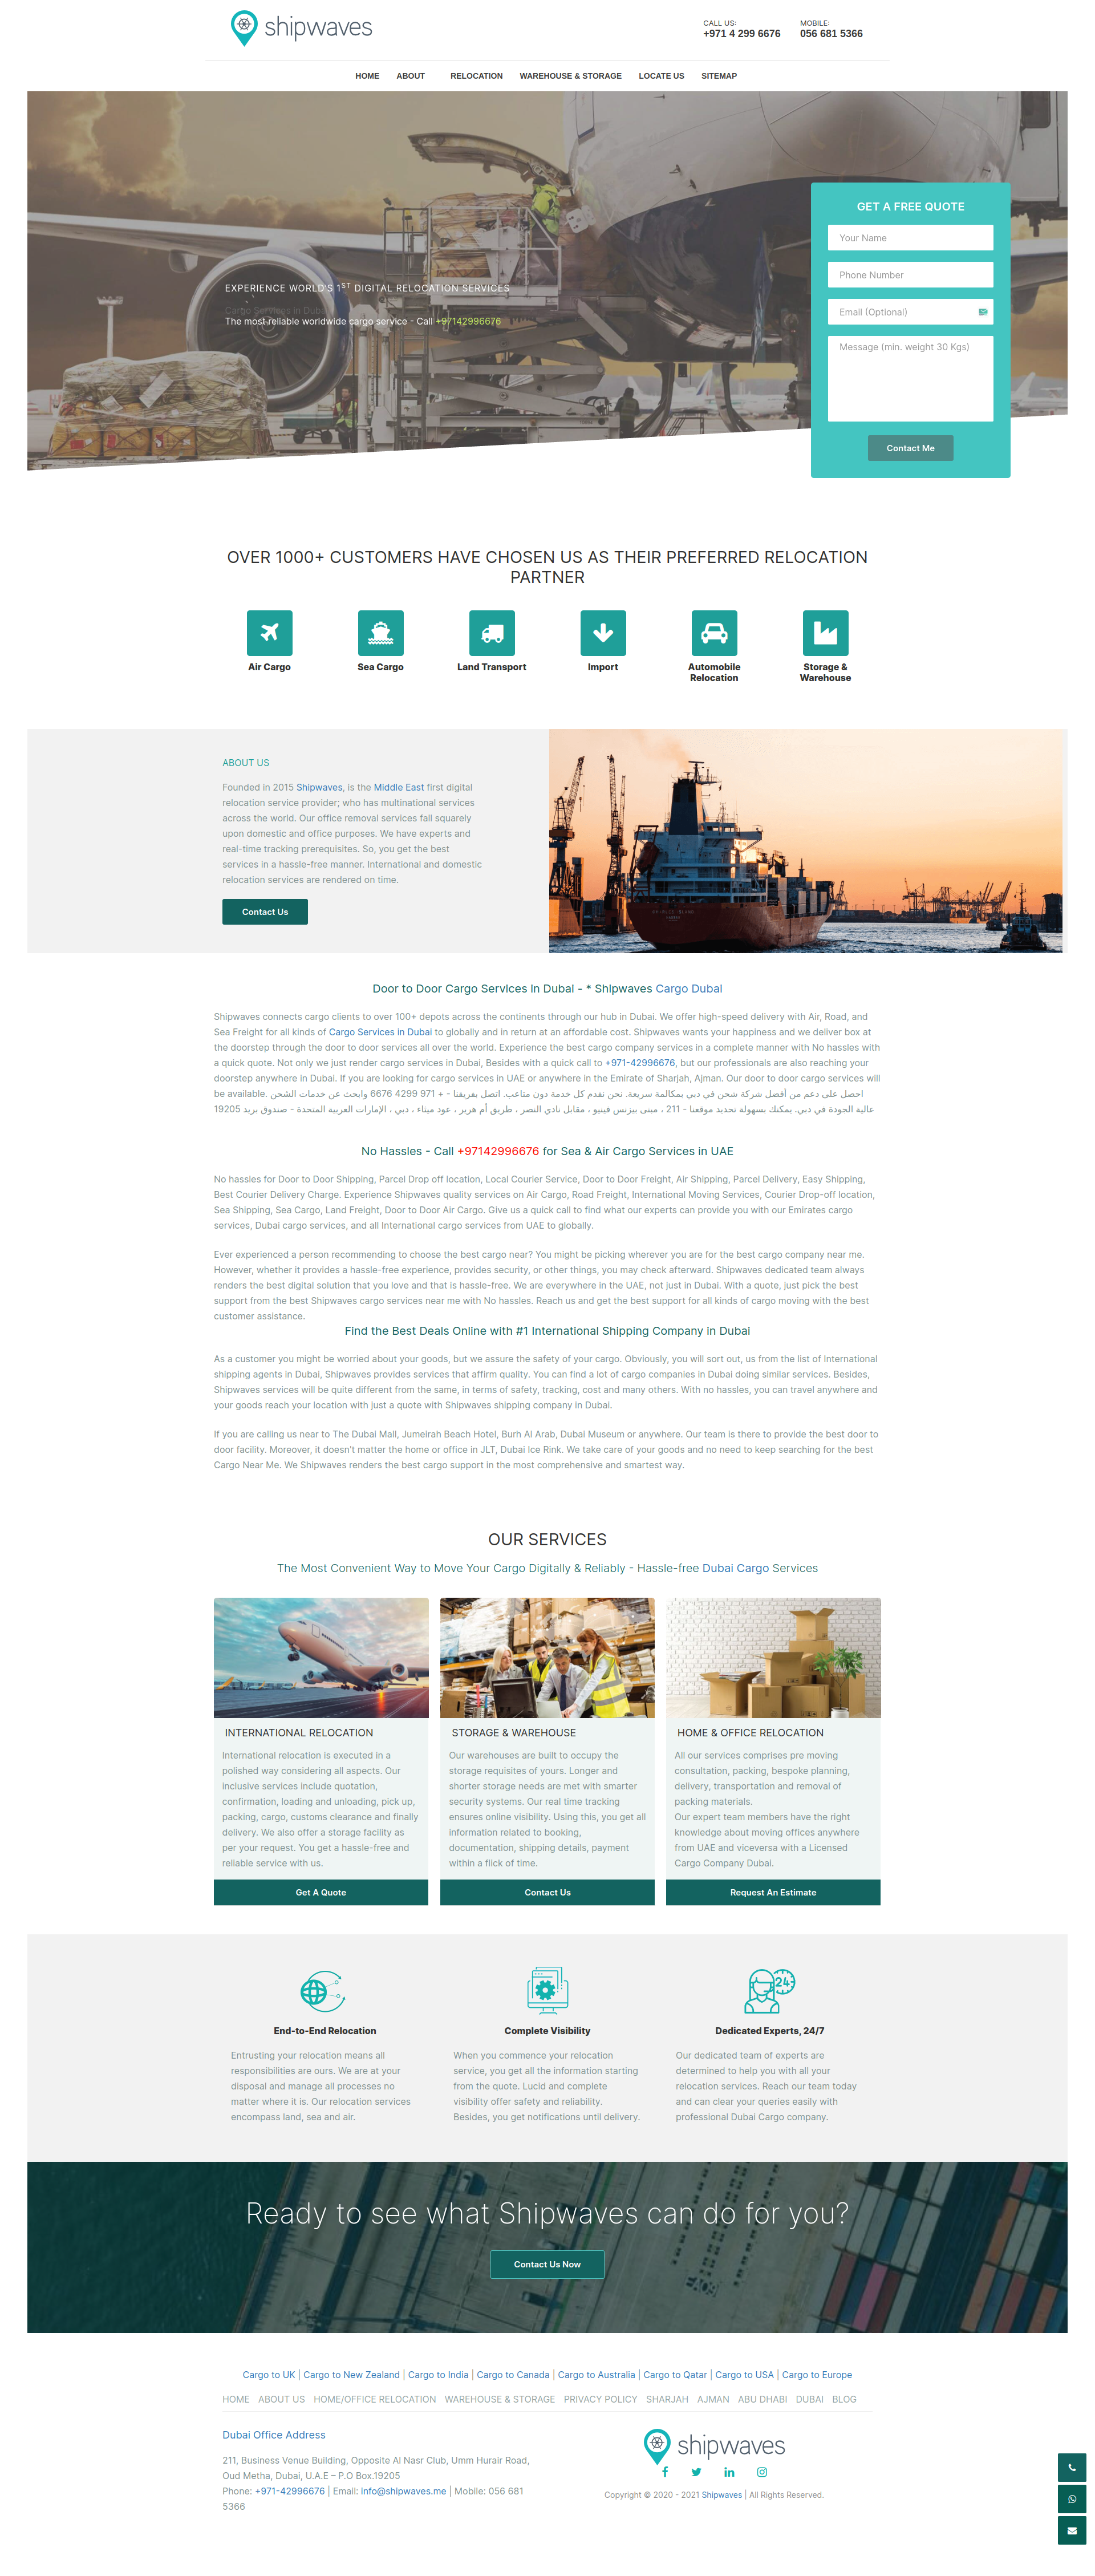 shipwaves
CALL US:
+971 4 299 6676
MOBILE:
056 681 5366
HOME ABOUT RELOCATION WAREHOUSE & STORAGE LOCATE US SITEMAP
EXPERIENCE WORLD'S 1ST DIGITAL RELOCATION SERVICES
Cargo Services in Dubai
The most reliable worldwide cargo service - Call +97142996676
GET A FREE QUOTE
Your Name
Phone Number
Email (Optional)
Message (min. weight 30 Kgs)
Contact Me
OVER 1000+ CUSTOMERS HAVE CHOSEN US AS THEIR PREFERRED RELOCATION
PARTNER
Air Cargo
Sea Cargo
Land Transport
Import
Automobile
Relocation
Storage &
Warehouse
ABOUT US
Founded in 2015 Shipwaves, is the Middle East first digital
relocation service provider; who has multinational services
across the world. Our office removal services fall squarely
upon domestic and office purposes. We have experts and
real-time tracking prerequisites. So, you get the best
services in a hassle-free manner. International and domestic
relocation services are rendered on time.
Contact Us
Door to Door Cargo Services in Dubai - * Shipwaves Cargo Dubai
Shipwaves connects cargo clients to over 100+ depots across the continents through our hub in Dubai. We offer high-speed delivery with Air, Road, and
Sea Freight for all kinds of Cargo Services in Dubai to globally and in return at an affordable cost. Shipwaves wants your happiness and we deliver box at
the doorstep through the door to door services all over the world. Experience the best cargo company services in a complete manner with No hassles with
a quick quote. Not only we just render cargo services in Dubai, Besides with a quick call to +971-42996676, but our professionals are also reaching your
doorstep anywhere in Dubai. If you are looking for cargo services in UAE or anywhere in the Emirate of Sharjah, Ajman. Our door to door cargo services will
be available. احصل على دعم من أفضل شركة شحن في دبي بمكالمة سريعة. نحن نقدم كل خدمة دون متاعب. اتصل بفريقنا - + 971 4299 6676 وابحث عن خدمات الشحن
عالية الجودة في دبي. يمكنك بسهولة تحديد موقعنا - 211 ، مبنى بيزنس فينيو ، مقابل نادي النصر ، طريق أم هرير ، عود ميثاء ، دبي ، الإمارات العربية المتحدة - صندوق بريد 19205
No Hassles - Call +97142996676 for Sea & Air Cargo Services in UAE
No hassles for Door to Door Shipping, Parcel Drop off location, Local Courier Service, Door to Door Freight, Air Shipping, Parcel Delivery, Easy Shipping,
Best Courier Delivery Charge. Experience Shipwaves quality services on Air Cargo, Road Freight, International Moving Services, Courier Drop-off location,
Sea Shipping, Sea Cargo, Land Freight, Door to Door Air Cargo. Give us a quick call to find what our experts can provide you with our Emirates cargo
services, Dubai cargo services, and all International cargo services from UAE to globally.
Ever experienced a person recommending to choose the best cargo near? You might be picking wherever you are for the best cargo company near me.
However, whether it provides a hassle-free experience, provides security, or other things, you may check afterward. Shipwaves dedicated team always
renders the best digital solution that you love and that is hassle-free. We are everywhere in the UAE, not just in Dubai. With a quote, just pick the best
support from the best Shipwaves cargo services near me with No hassles. Reach us and get the best support for all kinds of cargo moving with the best
customer assistance.
Find the Best Deals Online with #1 International Shipping Company in Dubai
As a customer you might be worried about your goods, but we assure the safety of your cargo. Obviously, you will sort out, us from the list of International
shipping agents in Dubai, Shipwaves provides services that affirm quality. You can find a lot of cargo companies in Dubai doing similar services. Besides,
Shipwaves services will be quite different from the same, in terms of safety, tracking, cost and many others. With no hassles, you can travel anywhere and
your goods reach your location with just a quote with Shipwaves shipping company in Dubai.
If you are calling us near to The Dubai Mall, Jumeirah Beach Hotel, Burh Al Arab, Dubai Museum or anywhere. Our team is there to provide the best door to
door facility. Moreover, it doesn't matter the home or office in JLT, Dubai Ice Rink. We take care of your goods and no need to keep searching for the best
Cargo Near Me. We Shipwaves renders the best cargo support in the most comprehensive and smartest way.
OUR SERVICES
The Most Convenient Way to Move Your Cargo Digitally & Reliably - Hassle-free Dubai Cargo Services
INTERNATIONAL RELOCATION
International relocation is executed in a
polished way considering all aspects. Our
inclusive services include quotation,
confirmation, loading and unloading, pick up,
packing, cargo, customs clearance and finally
delivery. We also offer a storage facility as
per your request. You get a hassle-free and
reliable service with us.
Get A Quote
STORAGE & WAREHOUSE
Our warehouses are built to occupy the
storage requisites of yours. Longer and
shorter storage needs are met with smarter
security systems. Our real time tracking
ensures online visibility. Using this, you get all
information related to booking,
documentation, shipping details, payment
within a flick of time.
Contact Us
HOME & OFFICE RELOCATION
All our services comprises pre moving
consultation, packing, bespoke planning,
delivery, transportation and removal of
packing materials.
Our expert team members have the right
knowledge about moving offices anywhere
from UAE and viceversa with a Licensed
Cargo Company Dubai.
Request An Estimate
End-to-End Relocation
Entrusting your relocation means all
responsibilities are ours. We are at your
disposal and manage all processes no
matter where it is. Our relocation services
encompass land, sea and air.
Complete Visibility
When you commence your relocation
service, you get all the information starting
from the quote. Lucid and complete
visibility offer safety and reliability.
Besides, you get notifications until delivery.
24
Dedicated Experts, 24/7
Our dedicated team of experts are
determined to help you with all your
relocation services. Reach our team today
and can clear your queries easily with
professional Dubai Cargo company.
Ready to see what Shipwaves can do for you?
Contact Us Now
Cargo to UK | Cargo to New Zealand | Cargo to India | Cargo to Canada | Cargo to Australia | Cargo to Qatar | Cargo to USA | Cargo to Europe
HOME ABOUT US HOME/OFFICE RELOCATION WAREHOUSE & STORAGE PRIVACY POLICY SHARJAH AJMAN ABU DHABI DUBAI BLOG
Dubai Office Address
211, Business Venue Building, Opposite Al Nasr Club, Umm Hurair Road,
Oud Metha, Dubai, U.A.E – P.O Box.19205
Phone: +971-42996676 | Email: info@shipwaves.me | Mobile: 056 681
5366
shipwaves
Copyright © 2020 - 2021 Shipwaves | All Rights Reserved.